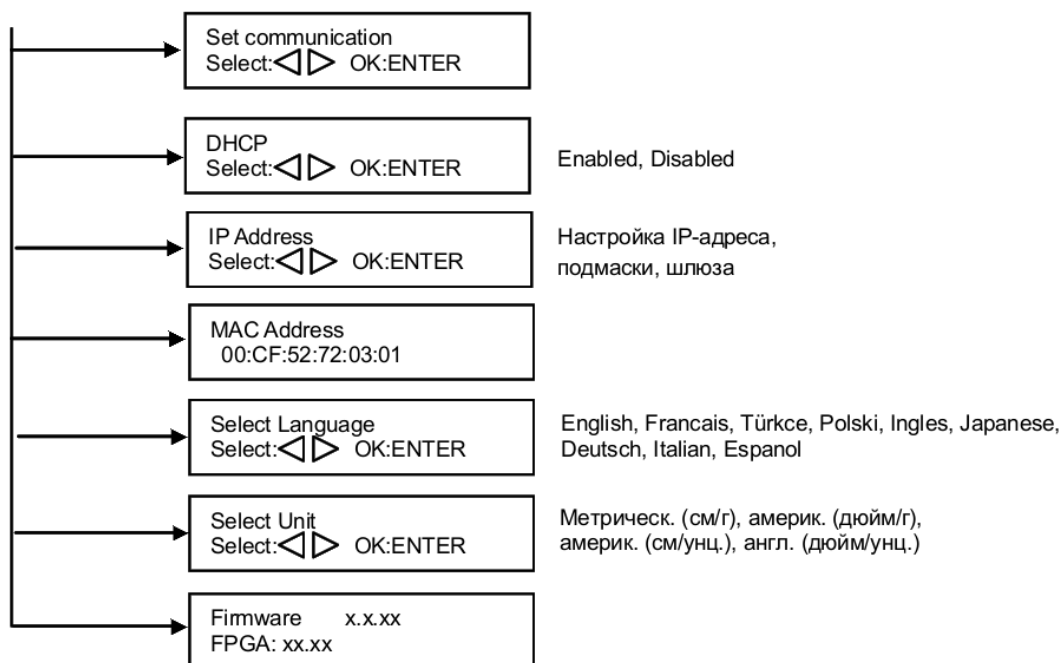 Set communication
Select:◁▷ OK:ENTER
DHCP
Select:◁▷ OK:ENTER
Enabled, Disabled
IP Address
Select:◁▷ OK:ENTER
Настройка IP-адреса,
подмаски, шлюза
MAC Address
00:CF:52:72:03:01
Select Language
Select:◁▷ OK:ENTER
English, Francais, Türkce, Polski, Ingles, Japanese,
Deutsch, Italian, Espanol
Select Unit
Select:◁▷ OK:ENTER
Метрическ. (см/г), америк. (дюйм/г),
америк. (см/унц.), англ. (дюйм/унц.)
Firmware x.x.xx
FPGA: xx.xx